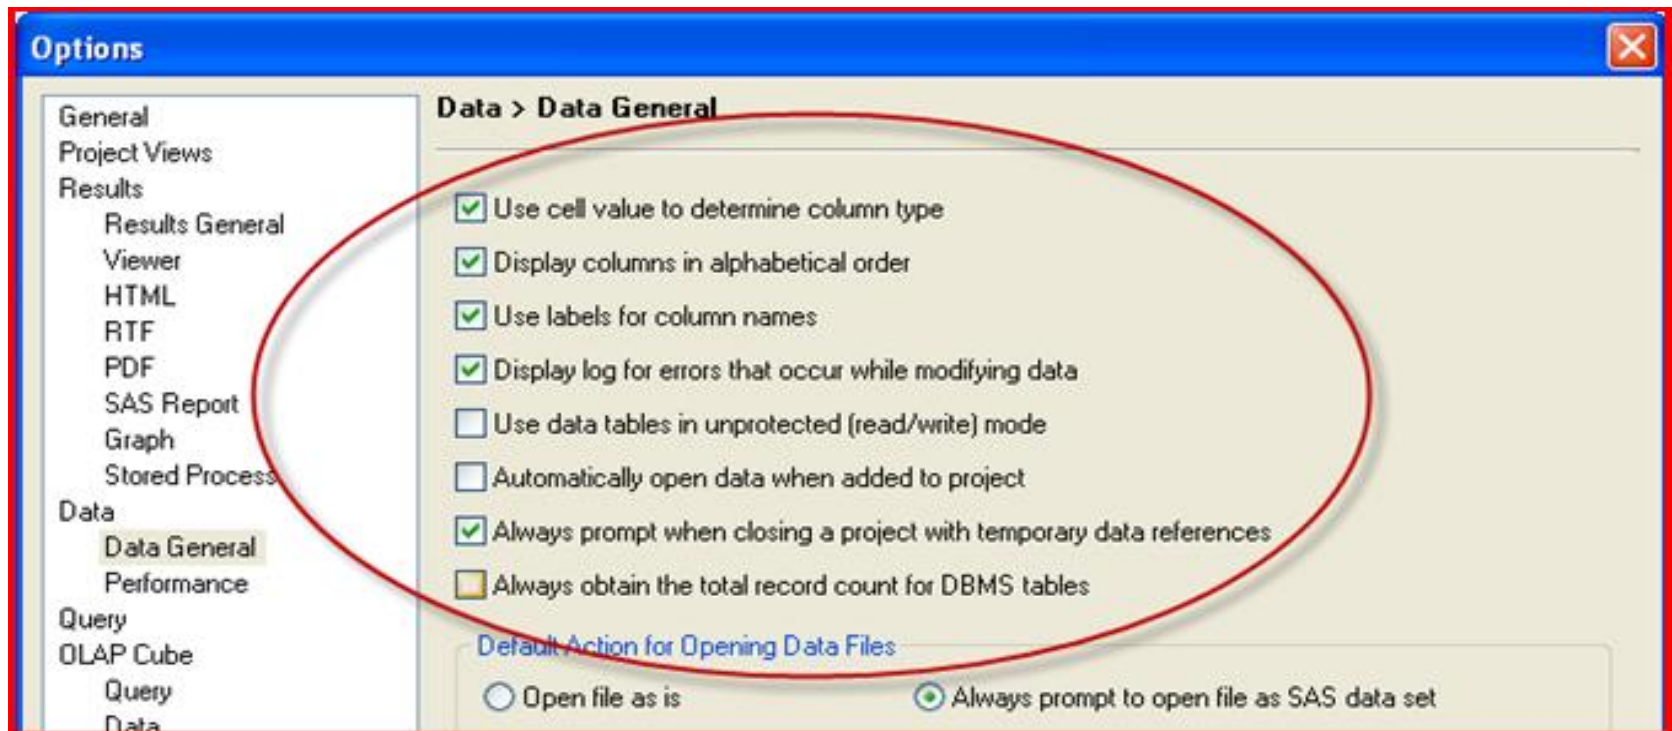 Options
General
Project Views
Results
Results General
Viewer
HTML
RTF
PDF
SAS Report
Graph
Stored Process
Data
Data General
Performance
Query
OLAP Cube
Query
Data
Data > Data General
Use cell value to determine column type
Display columns in alphabetical order
Use labels for column names
Display log for errors that occur while modifying data
Use data tables in unprotected (read/write) mode
Automatically open data when added to project
Always prompt when closing a project with temporary data references
Always obtain the total record count for DBMS tables
Default Action for Opening Data Files
Open file as is
Always prompt to open file as SAS data set